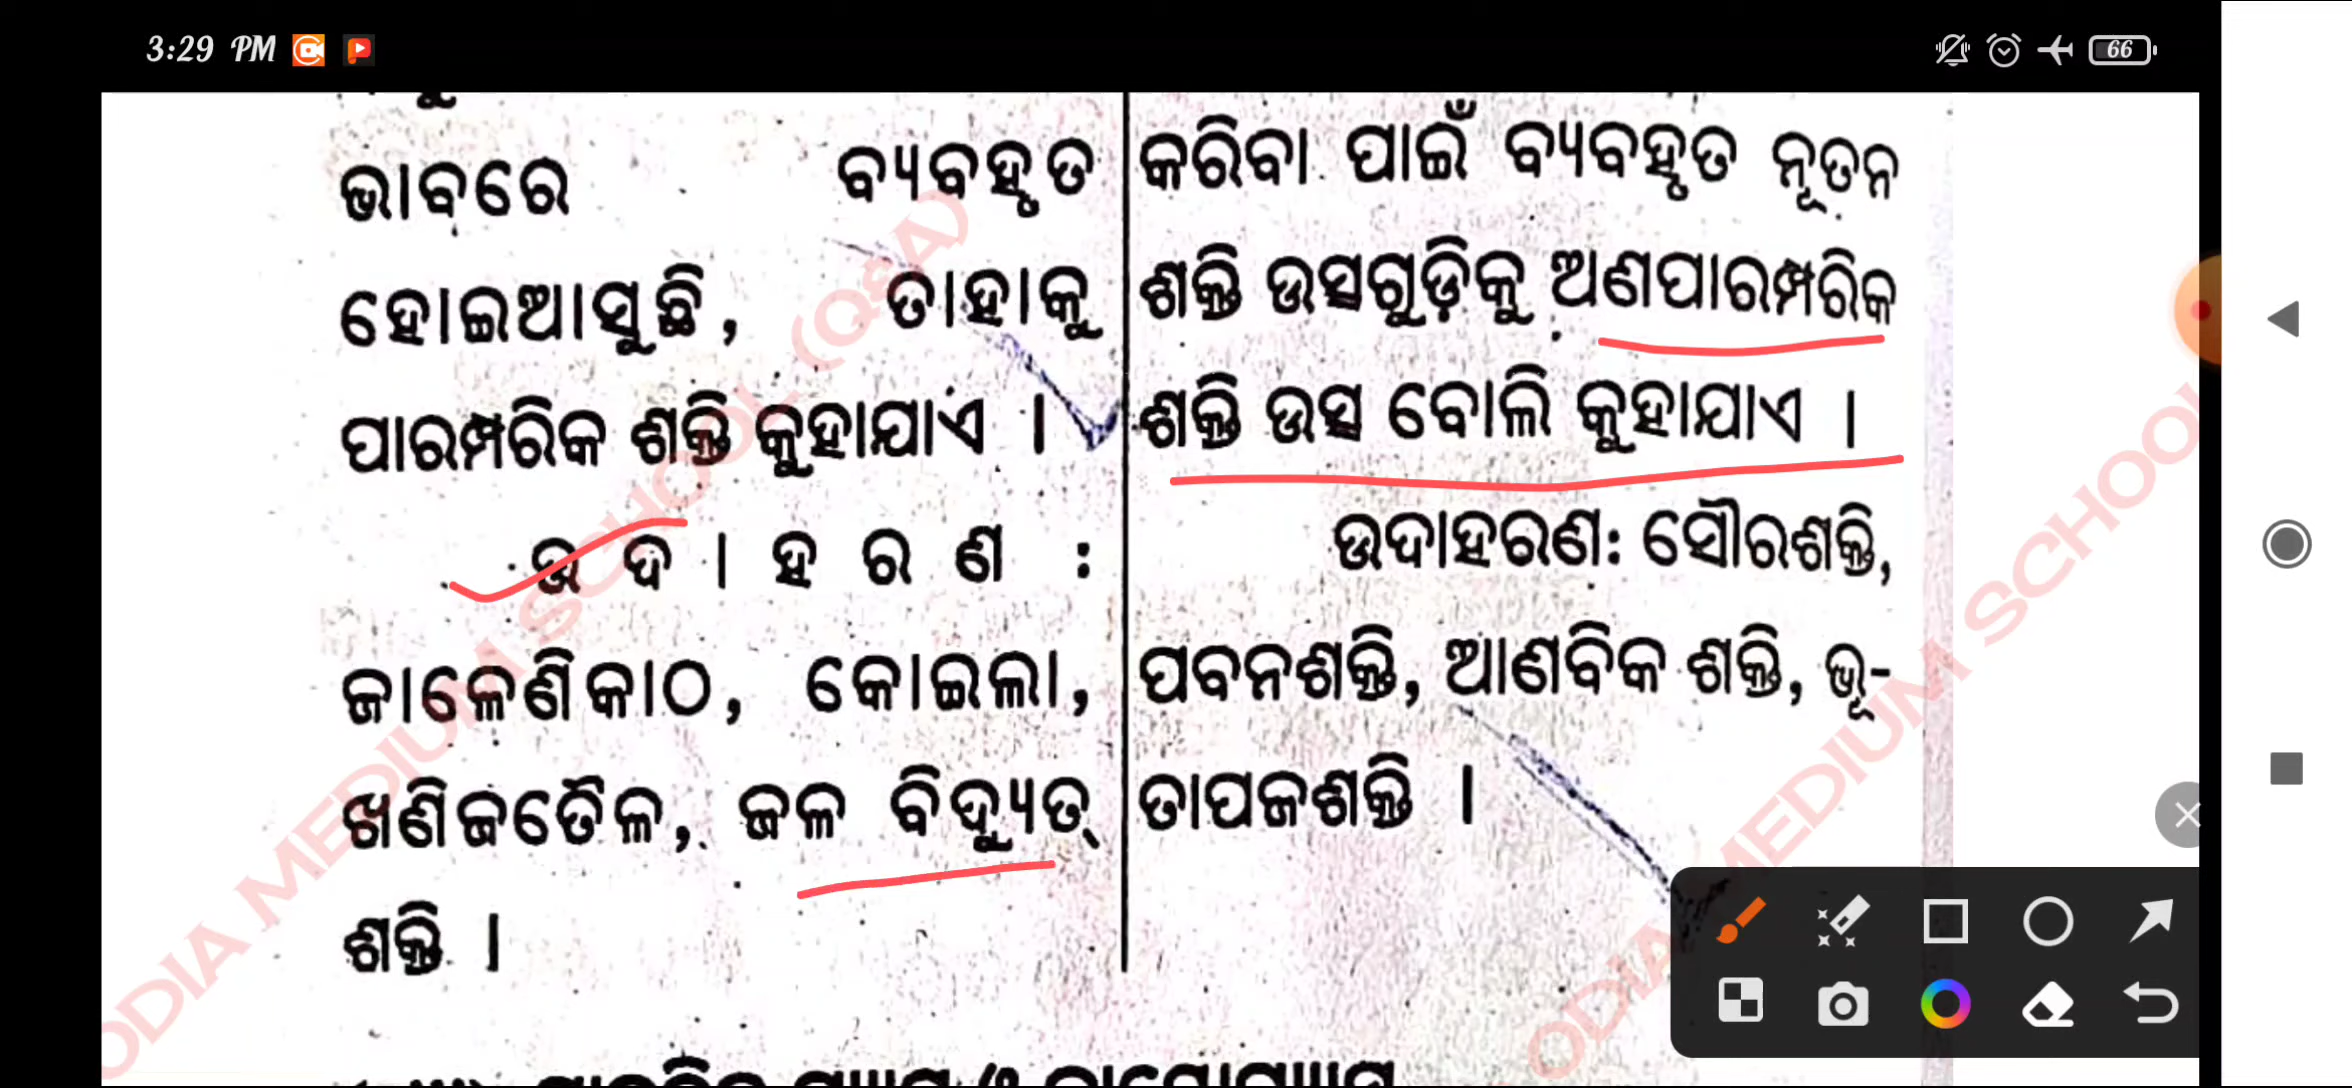 3:29 PM
66
ଭାବରେ ବ୍ୟବହୃତ
ହୋଇଆସୁଛି, ତାହାକୁ
ପାରମ୍ପରିକ ଶକ୍ତି କୁହାଯାଏ ।
ଉଦାହରଣ :
ଜାଳେଣିକାଠ, କୋଇଲା,
ଖଣିଜତୈଳ, ଜଳ ବିଦ୍ୟୁତ୍
ଶକ୍ତି ।
କରିବା ପାଇଁ ବ୍ୟବହୃତ ନୂତନ
ଶକ୍ତି ଉତ୍ସଗୁଡ଼ିକୁ ଅଣପାରମ୍ପରିକ
ଶକ୍ତି ଉତ୍ସ ବୋଲି କୁହାଯାଏ ।
ଉଦାହରଣ: ସୌରଶକ୍ତି,
ପବନଶକ୍ତି, ଆଣବିକ ଶକ୍ତି, ଭୂ-
ତାପଜଶକ୍ତି ।
ODIA MEDIUM SCHOOL (Q&A)
ODIA MEDIUM SCHOOL